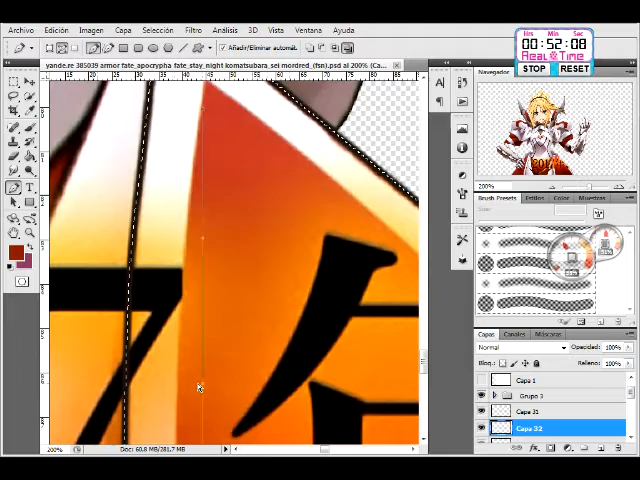 Archivo Edición Imagen Capa Selección Filtro Análisis 3D Vista Ventana Ayuda
Hrs Min Sec
00:52:08
Real Time
STOP RESET
Añadir/Eliminar automát.
yande.re 385039 armor fate_apocrypha fate_stay_night komatsubara_sei mordred_(fsn).psd al 200% (Ca...
Navegador
200%
Brush Presets Estilos Color Muestras
Capas Canales Máscaras
Normal Opacidad: 100%
Bloq.: Relleno: 100%
Capa 1
Grupo 3
Capa 31
Capa 32
200% Doc: 60,8 MB/281,7 MB